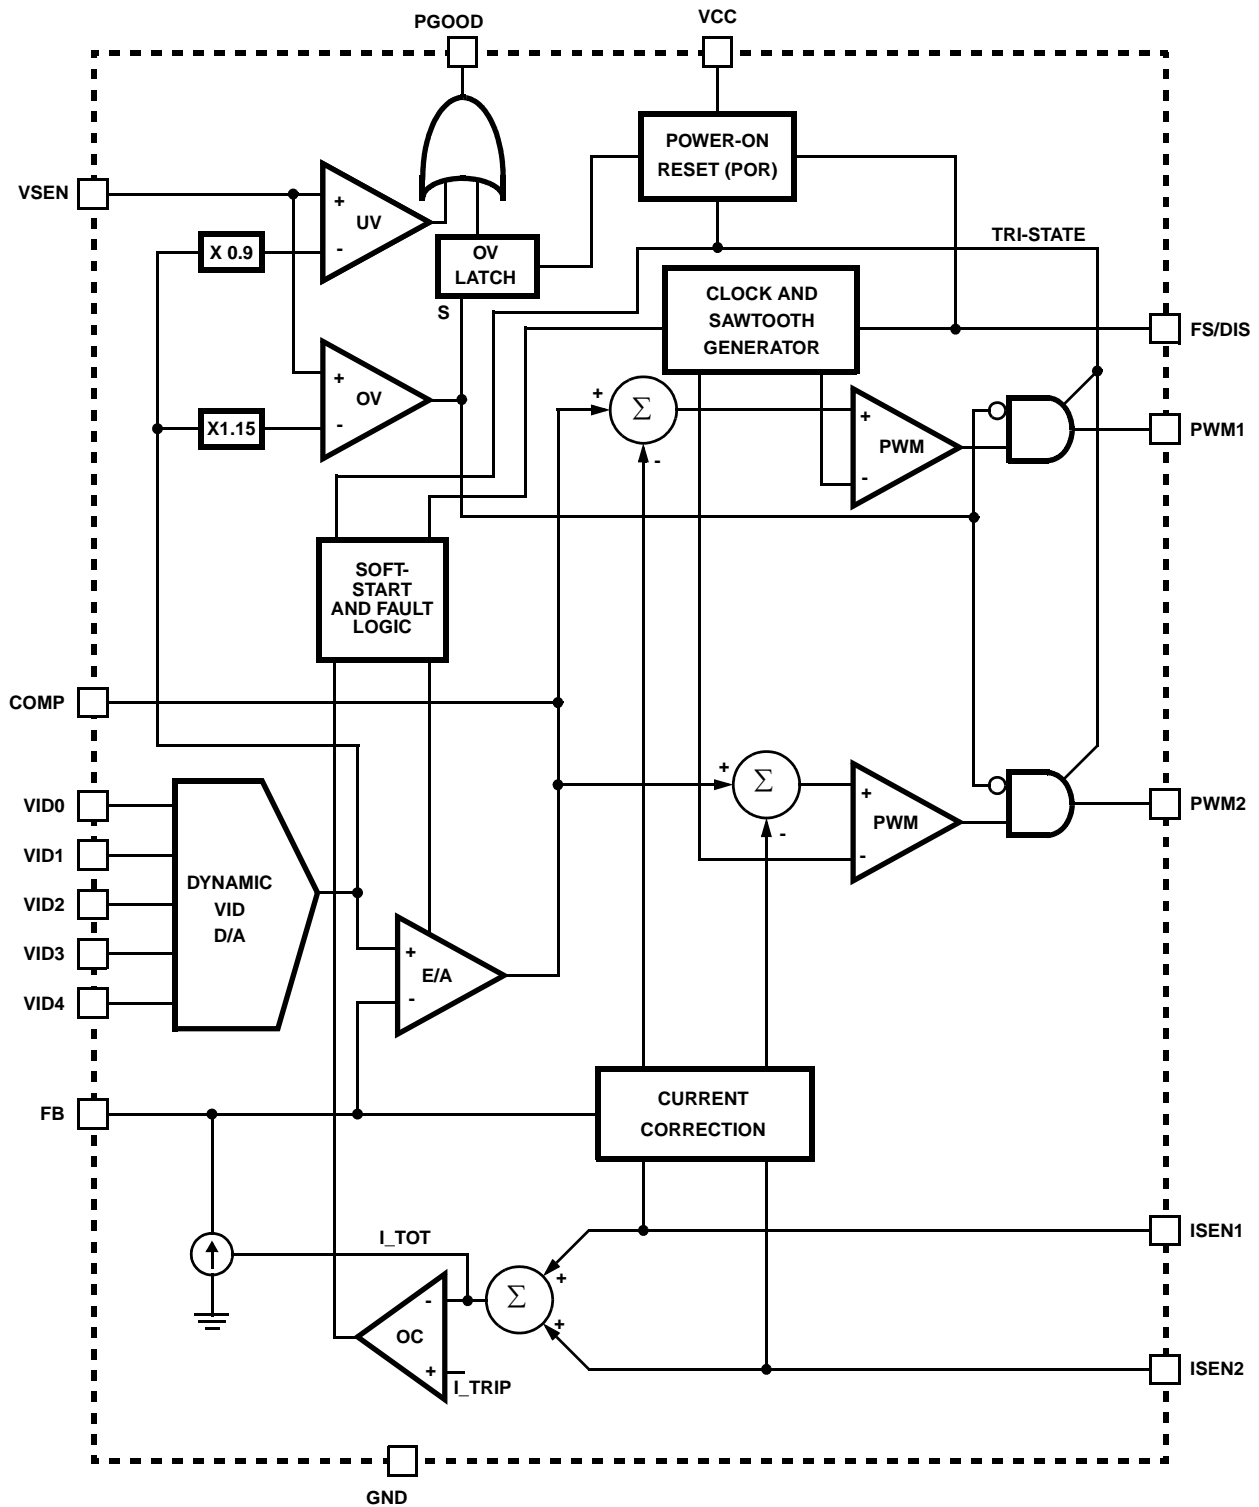 PGOOD
VCC
POWER-ON
RESET (POR)
VSEN
+
UV
-
X 0.9
OV
LATCH
S
TRI-STATE
CLOCK AND
SAWTOOTH
GENERATOR
FS/DIS
+
OV
-
X1.15
+
Σ
-
+
PWM
-
PWM1
SOFT-
START
AND FAULT
LOGIC
COMP
+
Σ
-
+
PWM
-
PWM2
VID0
VID1
VID2
VID3
VID4
DYNAMIC
VID
D/A
+
E/A
-
FB
CURRENT
CORRECTION
I_TOT
ISEN1
+
Σ
+
-
OC
+
I_TRIP
ISEN2
GND